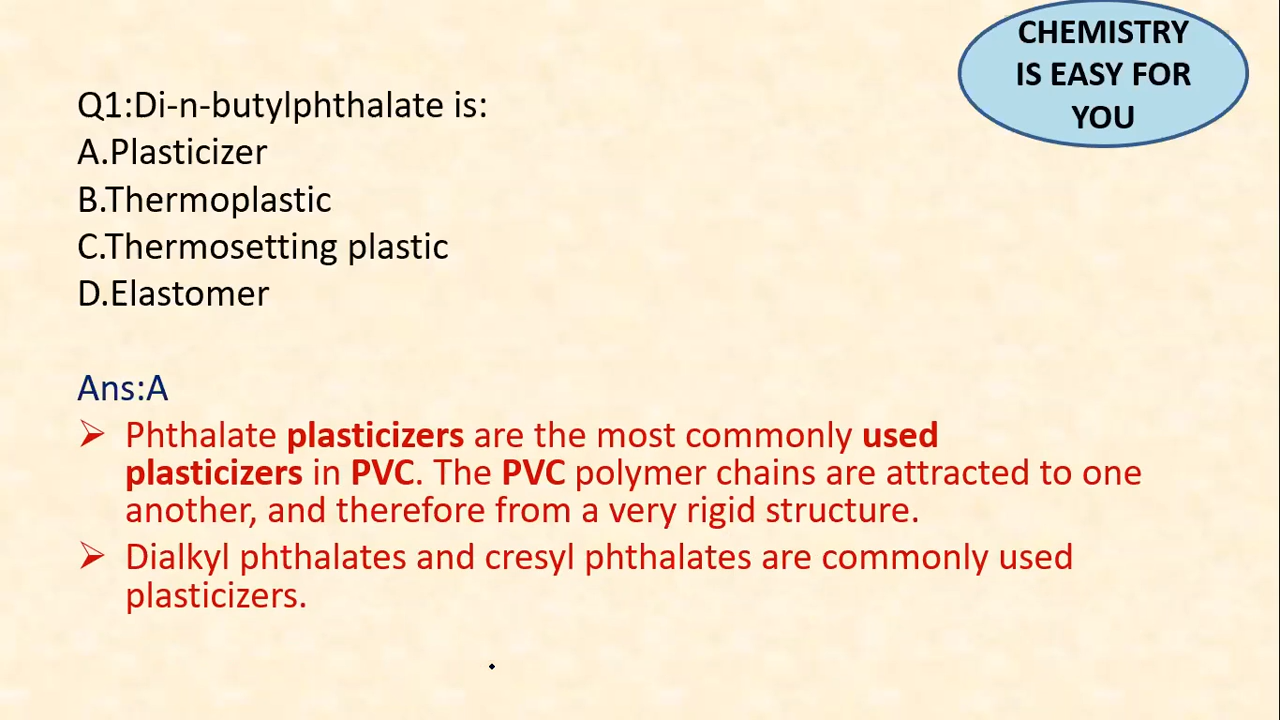 CHEMISTRY
IS EASY FOR
YOU
Q1:Di-n-butylphthalate is:
A.Plasticizer
B.Thermoplastic
C.Thermosetting plastic
D.Elastomer
Ans:A
➢ Phthalate plasticizers are the most commonly used
plasticizers in PVC. The PVC polymer chains are attracted to one
another, and therefore from a very rigid structure.
➢ Dialkyl phthalates and cresyl phthalates are commonly used
plasticizers.